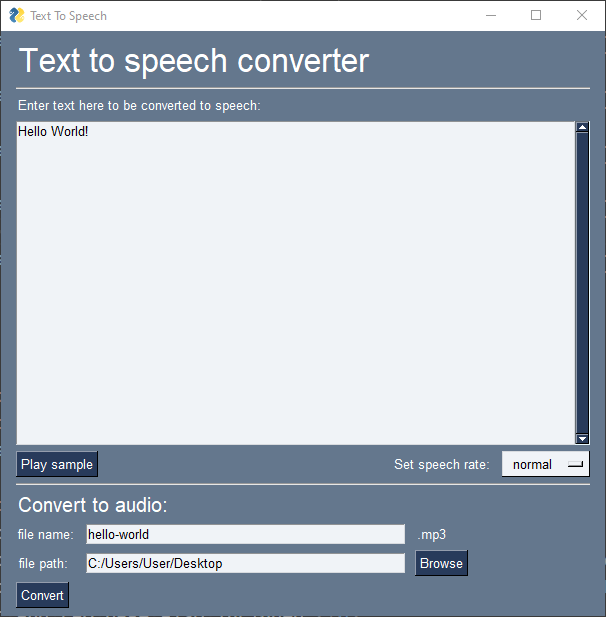 Text To Speech
Text to speech converter
Enter text here to be converted to speech:
Hello World!
Play sample
Set speech rate: normal
Convert to audio:
file name: hello-world .mp3
file path: C:/Users/User/Desktop Browse
Convert